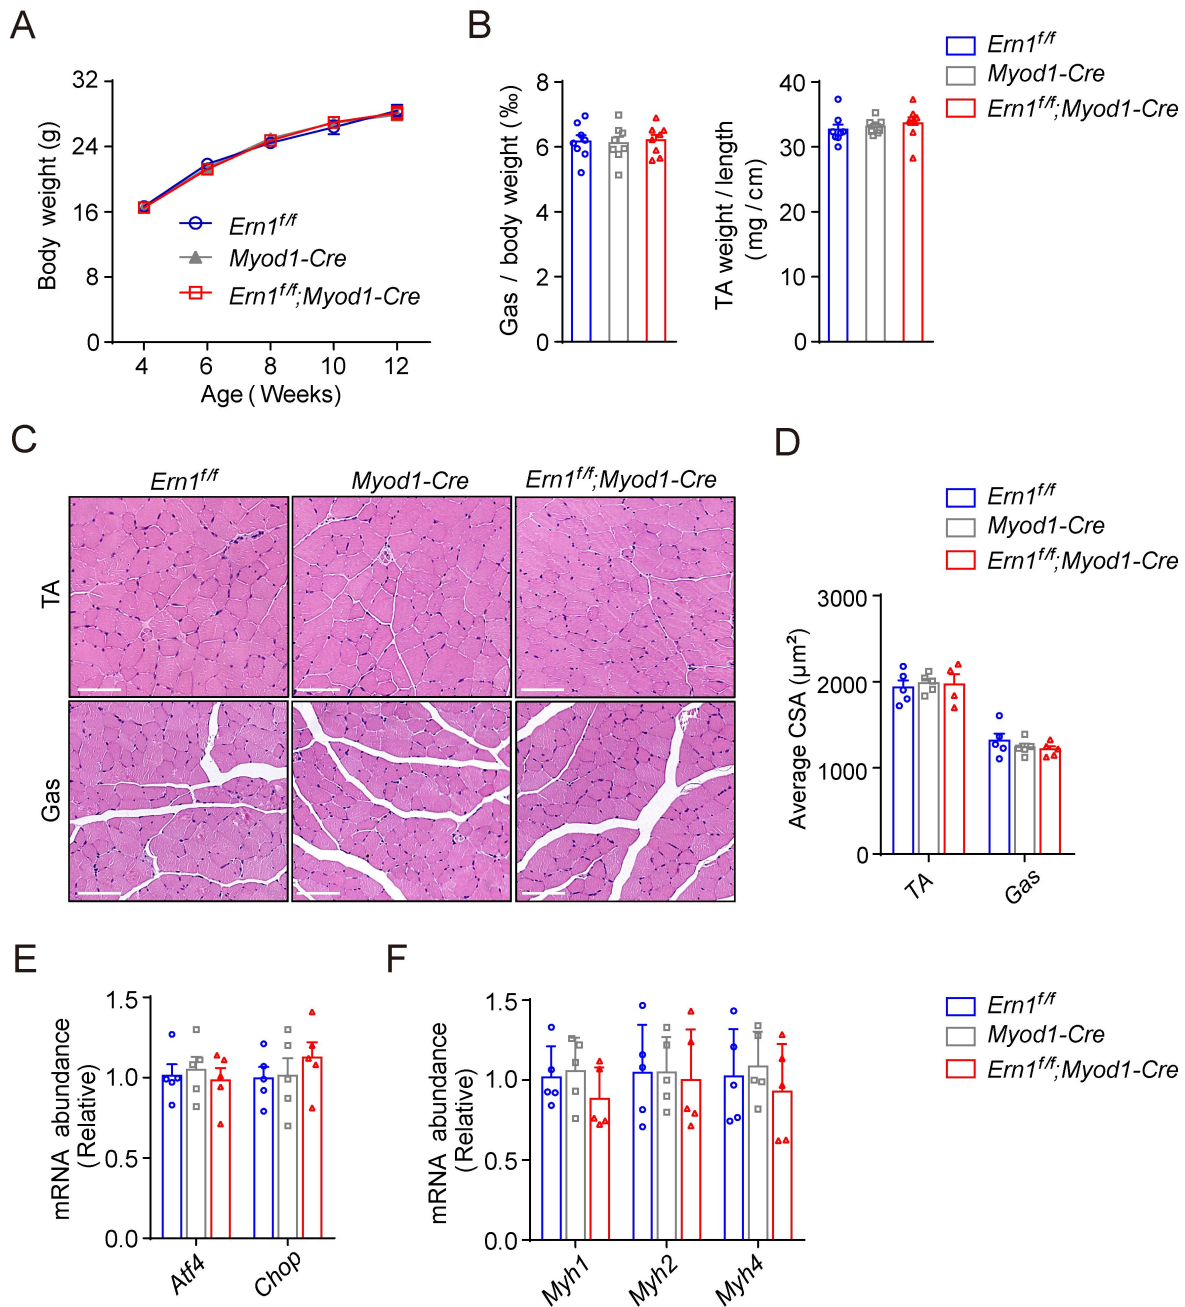 A
Body weight (g)
32
24
16
8
0
4 6 8 10 12
Age ( Weeks)
Ern1f/f
Myod1-Cre
Ern1f/f;Myod1-Cre
B
Gas / body weight (‰)
8
6
4
2
0
TA weight / length
(mg / cm)
40
30
20
10
0
Ern1f/f
Myod1-Cre
Ern1f/f;Myod1-Cre
C
Ern1f/f Myod1-Cre Ern1f/f;Myod1-Cre
TA
Gas
D
Ern1f/f
Myod1-Cre
Ern1f/f;Myod1-Cre
Average CSA (μm²)
3000
2000
1000
0
TA Gas
E
mRNA abundance
(Relative)
1.5
1.0
0.5
0.0
Atf4 Chop
F
mRNA abundance
(Relative)
1.5
1.0
0.5
0.0
Myh1 Myh2 Myh4
Ern1f/f
Myod1-Cre
Ern1f/f;Myod1-Cre